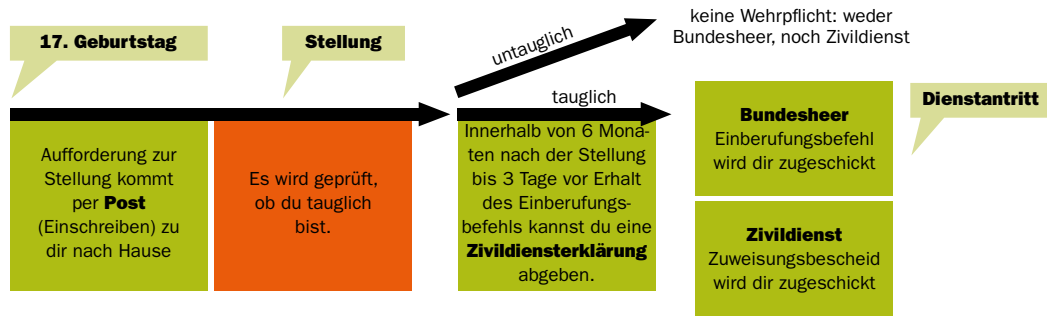 17. Geburtstag
Stellung
untauglich
keine Wehrpflicht: weder
Bundesheer, noch Zivildienst
tauglich
Dienstantritt
Aufforderung zur
Stellung kommt
per Post
(Einschreiben) zu
dir nach Hause
Es wird geprüft,
ob du tauglich
bist.
Innerhalb von 6 Mona-
ten nach der Stellung
bis 3 Tage vor Erhalt
des Einberufungs-
befehls kannst du eine
Zivildiensterklärung
abgeben.
Bundesheer
Einberufungsbefehl
wird dir zugeschickt
Zivildienst
Zuweisungsbescheid
wird dir zugeschickt